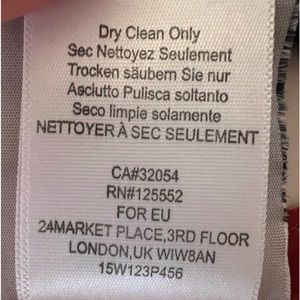 Dry Clean Only
Sec Nettoyez Seulement
Trocken säubern Sie nur
Asciutto Pulisca soltanto
Seco limpie solamente
NETTOYER À SEC SEULEMENT
CA#32054
RN#125552
FOR EU
24MARKET PLACE,3RD FLOOR
LONDON,UK WIW8AN
15W123P456